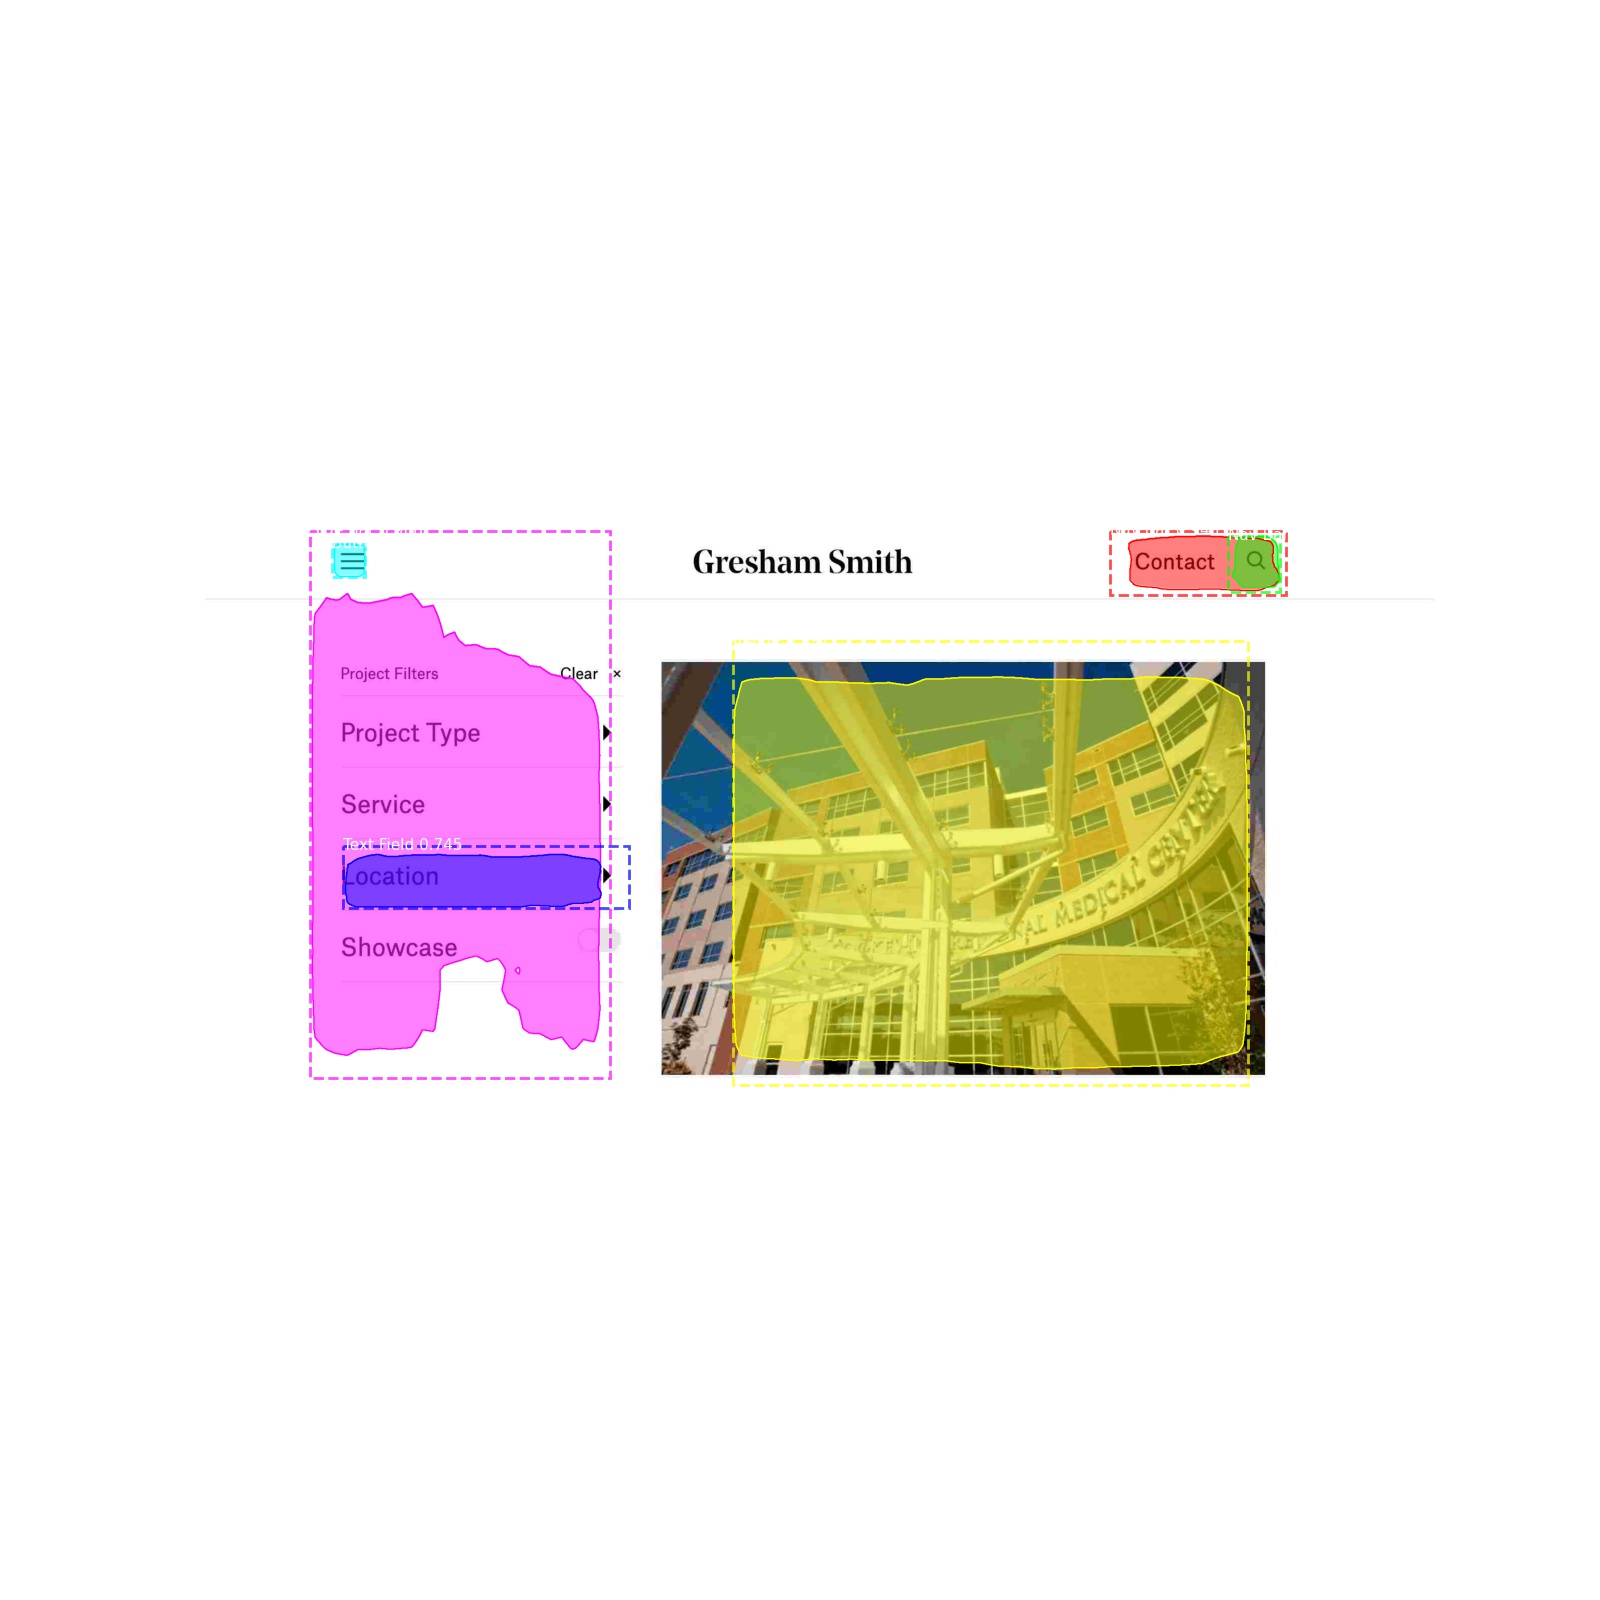 Gresham Smith
Contact
Project Filters
Clear ×
Project Type
Service
Text Field 0.745
Location
Showcase
AL MEDICAL CENTER